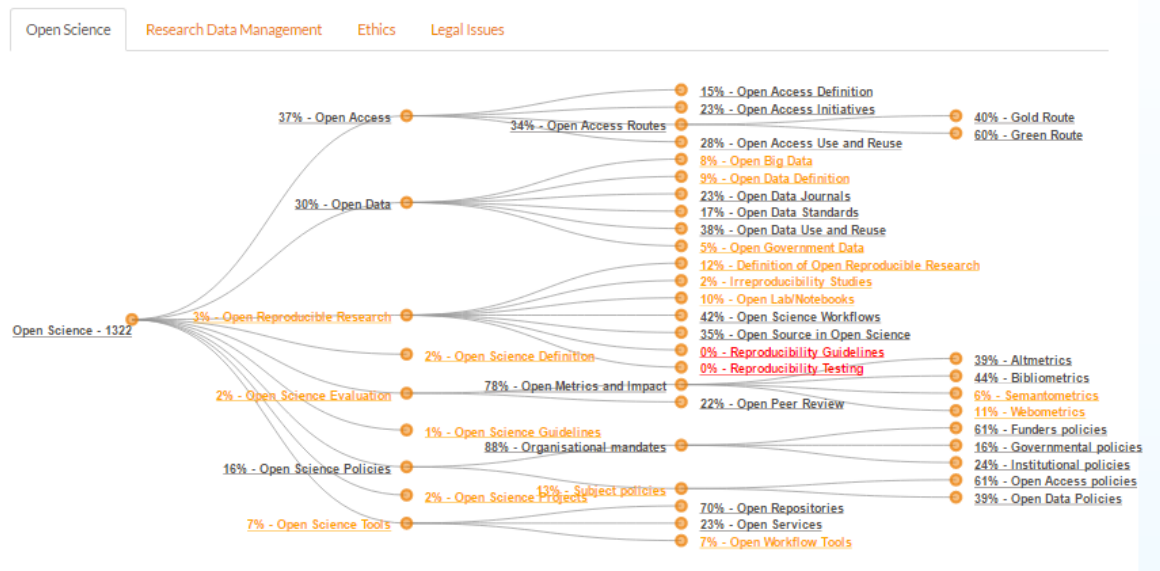 Open Science
Research Data Management
Ethics
Legal Issues
15% - Open Access Definition
23% - Open Access Initiatives
37% - Open Access
34% - Open Access Routes
40% - Gold Route
60% - Green Route
28% - Open Access Use and Reuse
8% - Open Big Data
9% - Open Data Definition
23% - Open Data Journals
30% - Open Data
17% - Open Data Standards
38% - Open Data Use and Reuse
5% - Open Government Data
12% - Definition of Open Reproducible Research
2% - Irreproducibility Studies
10% - Open Lab/Notebooks
3% - Open Reproducible Research
42% - Open Science Workflows
Open Science - 1322
35% - Open Source in Open Science
0% - Reproducibility Guidelines
2% - Open Science Definition
0% - Reproducibility Testing
39% - Altmetrics
78% - Open Metrics and Impact
44% - Bibliometrics
2% - Open Science Evaluation
6% - Semantometrics
22% - Open Peer Review
11% - Webometrics
1% - Open Science Guidelines
61% - Funders policies
88% - Organisational mandates
16% - Governmental policies
16% - Open Science Policies
24% - Institutional policies
61% - Open Access policies
13% - Subject policies
2% - Open Science Projects
39% - Open Data Policies
70% - Open Repositories
7% - Open Science Tools
23% - Open Services
7% - Open Workflow Tools